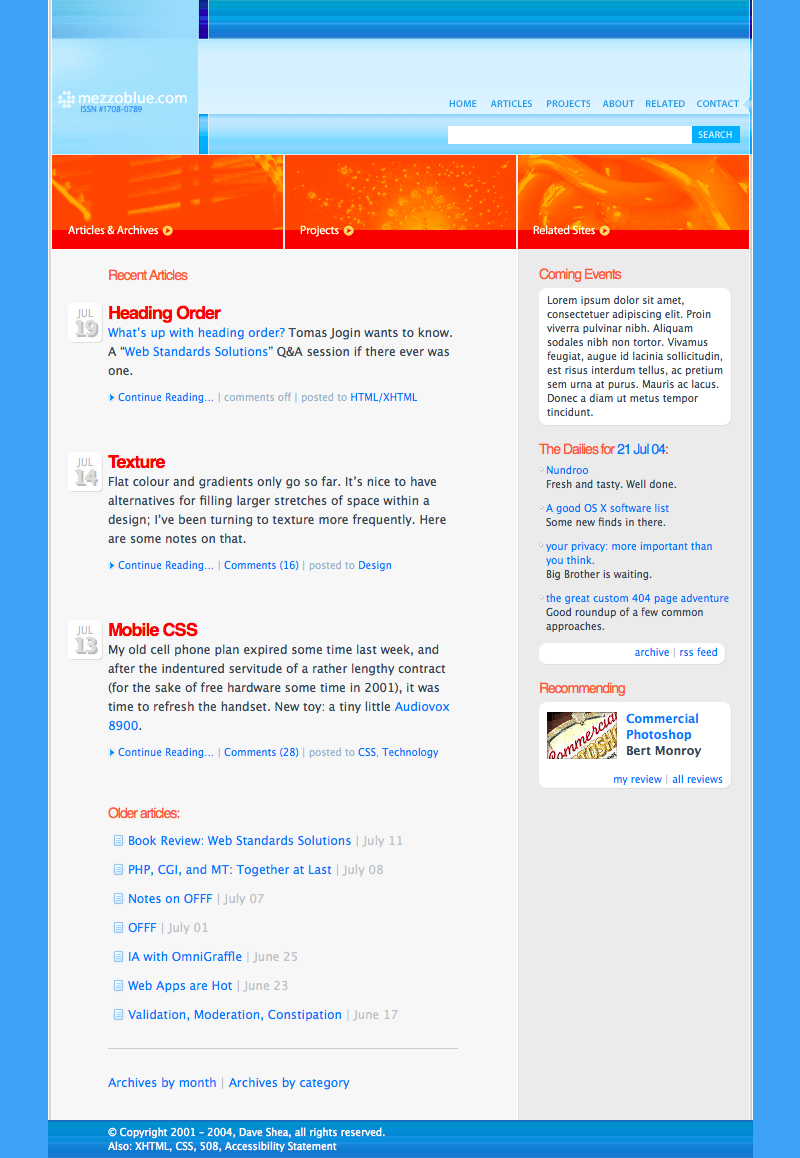 mezzoblue.com
ISSN #1708-0789
HOME ARTICLES PROJECTS ABOUT RELATED CONTACT
SEARCH
Articles & Archives
Projects
Related Sites
Recent Articles
JUL
19
Heading Order
What's up with heading order? Tomas Jogin wants to know.
A “Web Standards Solutions” Q&A session if there ever was
one.
Continue Reading... | comments off | posted to HTML/XHTML
JUL
14
Texture
Flat colour and gradients only go so far. It's nice to have
alternatives for filling larger stretches of space within a
design; I've been turning to texture more frequently. Here
are some notes on that.
Continue Reading... | Comments (16) | posted to Design
JUL
13
Mobile CSS
My old cell phone plan expired some time last week, and
after the indentured servitude of a rather lengthy contract
(for the sake of free hardware some time in 2001), it was
time to refresh the handset. New toy: a tiny little Audiovox
8900.
Continue Reading... | Comments (28) | posted to CSS, Technology
Older articles:
Book Review: Web Standards Solutions | July 11
PHP, CGI, and MT: Together at Last | July 08
Notes on OFFF | July 07
OFFF | July 01
IA with OmniGraffle | June 25
Web Apps are Hot | June 23
Validation, Moderation, Constipation | June 17
Archives by month | Archives by category
Coming Events
Lorem ipsum dolor sit amet,
consectetuer adipiscing elit. Proin
viverra pulvinar nibh. Aliquam
sodales nibh non tortor. Vivamus
feugiat, augue id lacinia sollicitudin,
est risus interdum tellus, ac pretium
sem urna at purus. Mauris ac lacus.
Donec a diam ut metus tempor
tincidunt.
The Dailies for 21 Jul 04:
Nundroo
Fresh and tasty. Well done.
A good OS X software list
Some new finds in there.
your privacy: more important than
you think.
Big Brother is waiting.
the great custom 404 page adventure
Good roundup of a few common
approaches.
archive | rss feed
Recommending
Commercial
Commercial
Photoshop
Bert Monroy
my review | all reviews
© Copyright 2001 – 2004, Dave Shea, all rights reserved.
Also: XHTML, CSS, 508, Accessibility Statement